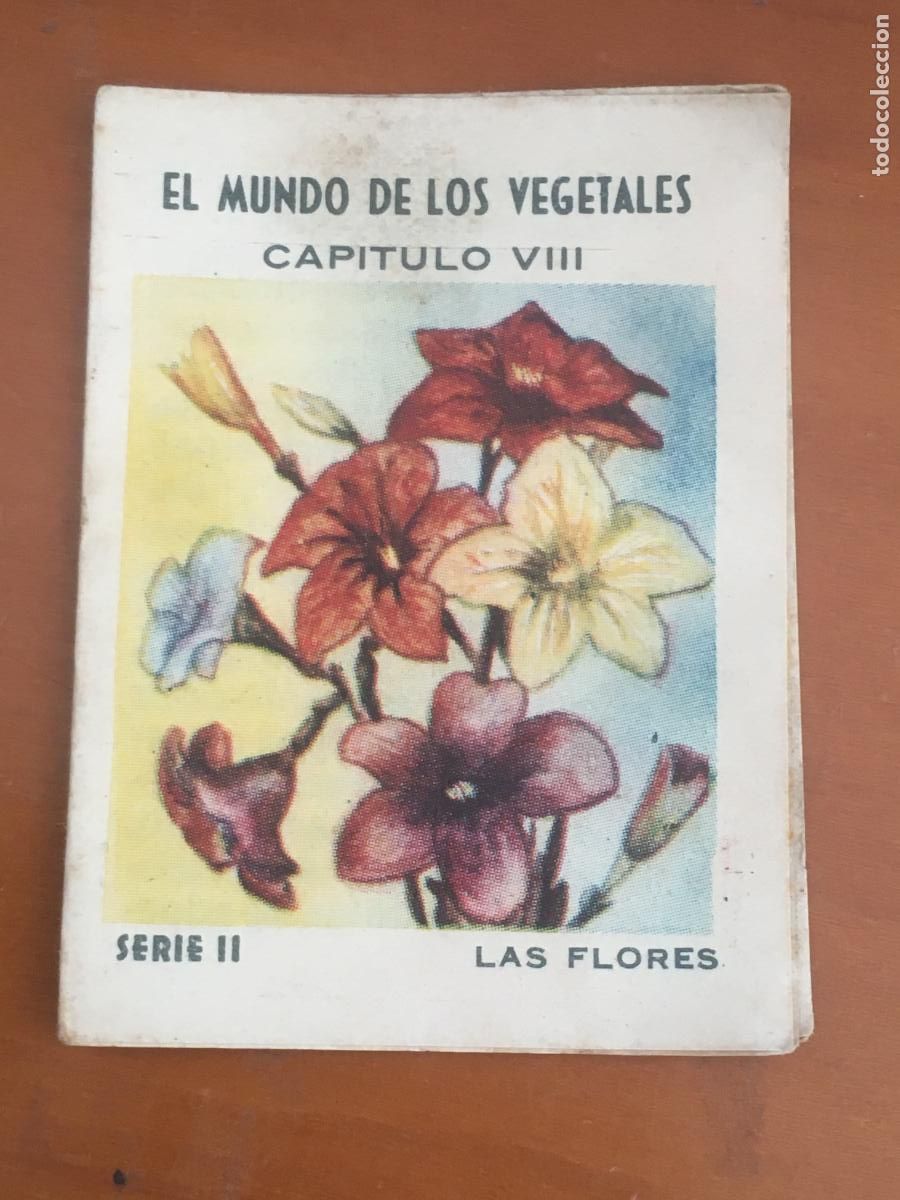 EL MUNDO DE LOS VEGETALES
CAPITULO VIII
SERIE II
LAS FLORES
todocoleccion